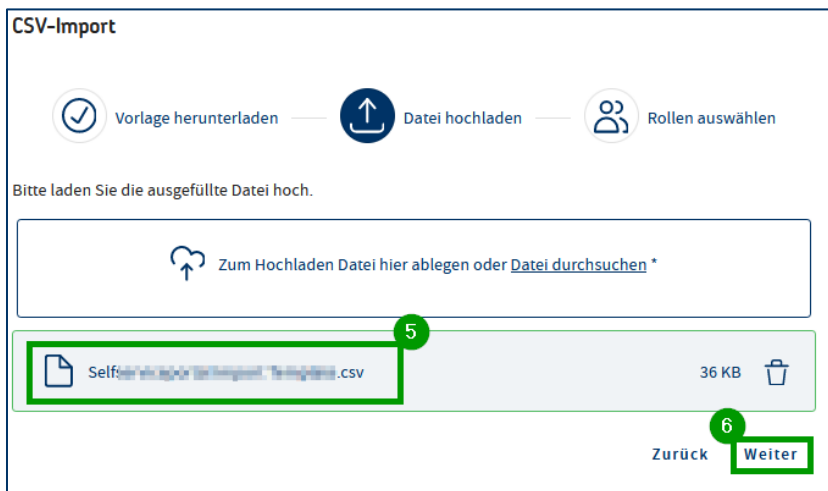 CSV-Import
Vorlage herunterladen
Datei hochladen
Rollen auswählen
Bitte laden Sie die ausgefüllte Datei hoch.
Zum Hochladen Datei hier ablegen oder Datei durchsuchen *
5
.csv
36 KB
6
Zurück
Weiter